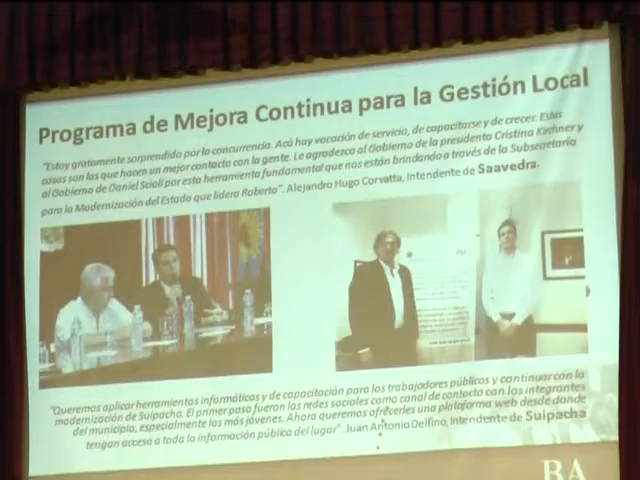 Programa de Mejora Continua para la Gestión Local
"Estoy gratamente sorprendido por la concurrencia. Acá hay vocación de servicio, de capacitarse y de crecer. Estas
cosas son las que hacen un mejor contacto con la gente. Le agradezco al Gobierno de la presidenta Cristina Kirchner y
al Gobierno de Daniel Scioli por esta herramienta fundamental que nos están brindando a través de la Subsecretaría
para la Modernización del Estado que lidera Roberto". Alejandro Hugo Corvatta, Intendente de Saavedra.
"Queremos aplicar herramientas informáticas y de capacitación para los trabajadores públicos y continuar con la
modernización de Suipacha. El primer paso fueron las redes sociales como canal de contacto con los integrantes
del municipio, especialmente los más jóvenes. Ahora queremos ofrecerles una plataforma web desde donde
tengan acceso a toda la información pública del lugar". Juan Antonio Delfino, Intendente de Suipacha
BA